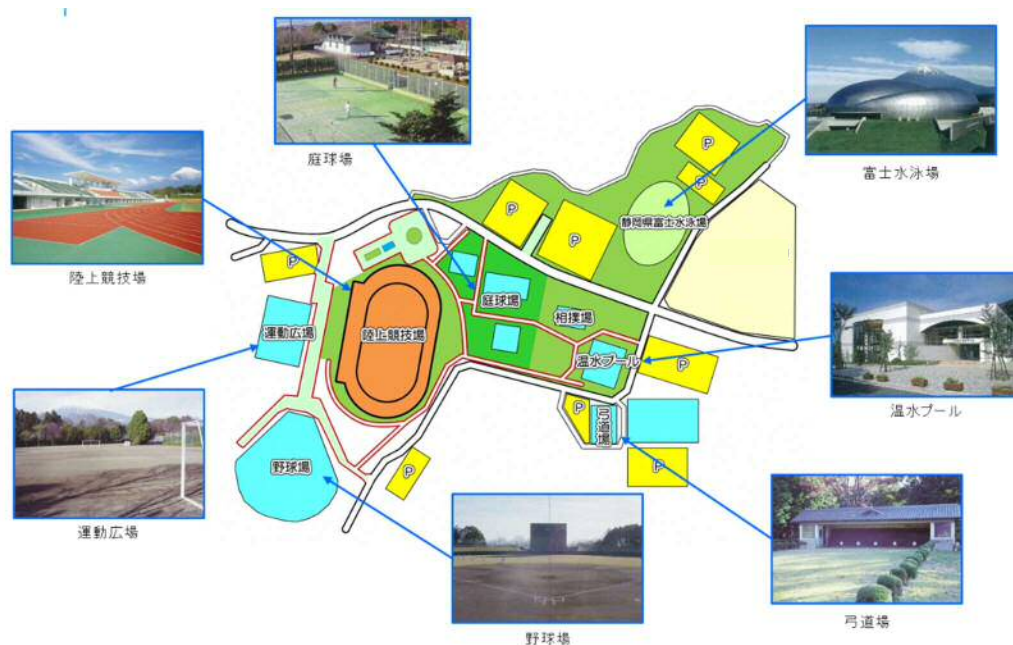 庭球場
富士水泳場
陸上競技場
P
P
P
P
静岡県富士水泳場
P
運動広場
陸上競技場
庭球場
相撲場
温水プール
P
温水プール
P
弓道場
野球場
P
P
運動広場
野球場
弓道場